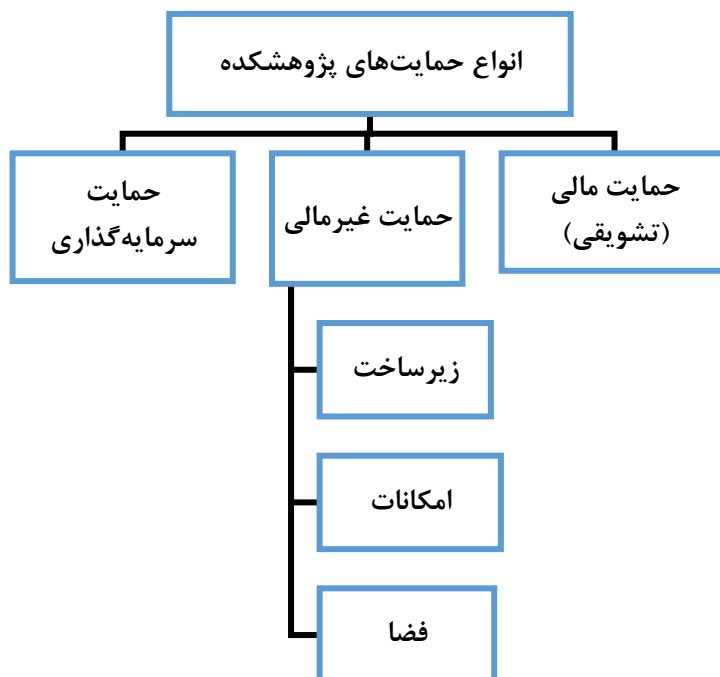 انواع حمایت‌های پژوهشکده
حمایت مالی
(تشویقی)
حمایت غیرمالی
حمایت
سرمایه‌گذاری
زیرساخت
امکانات
فضا